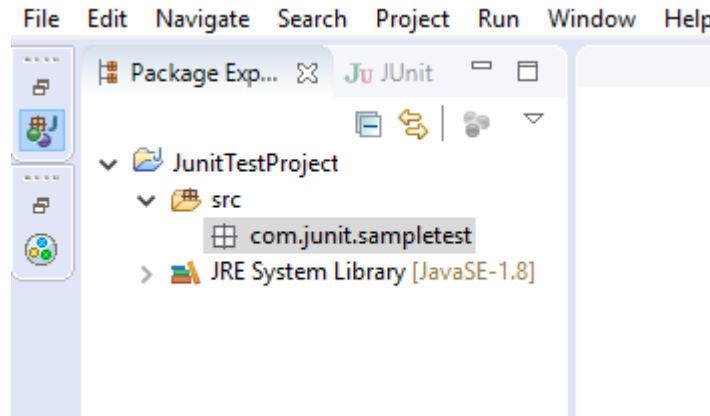 File Edit Navigate Search Project Run Window Help
Package Exp... JUnit
JunitTestProject
src
com.junit.sampletest
JRE System Library [JavaSE-1.8]